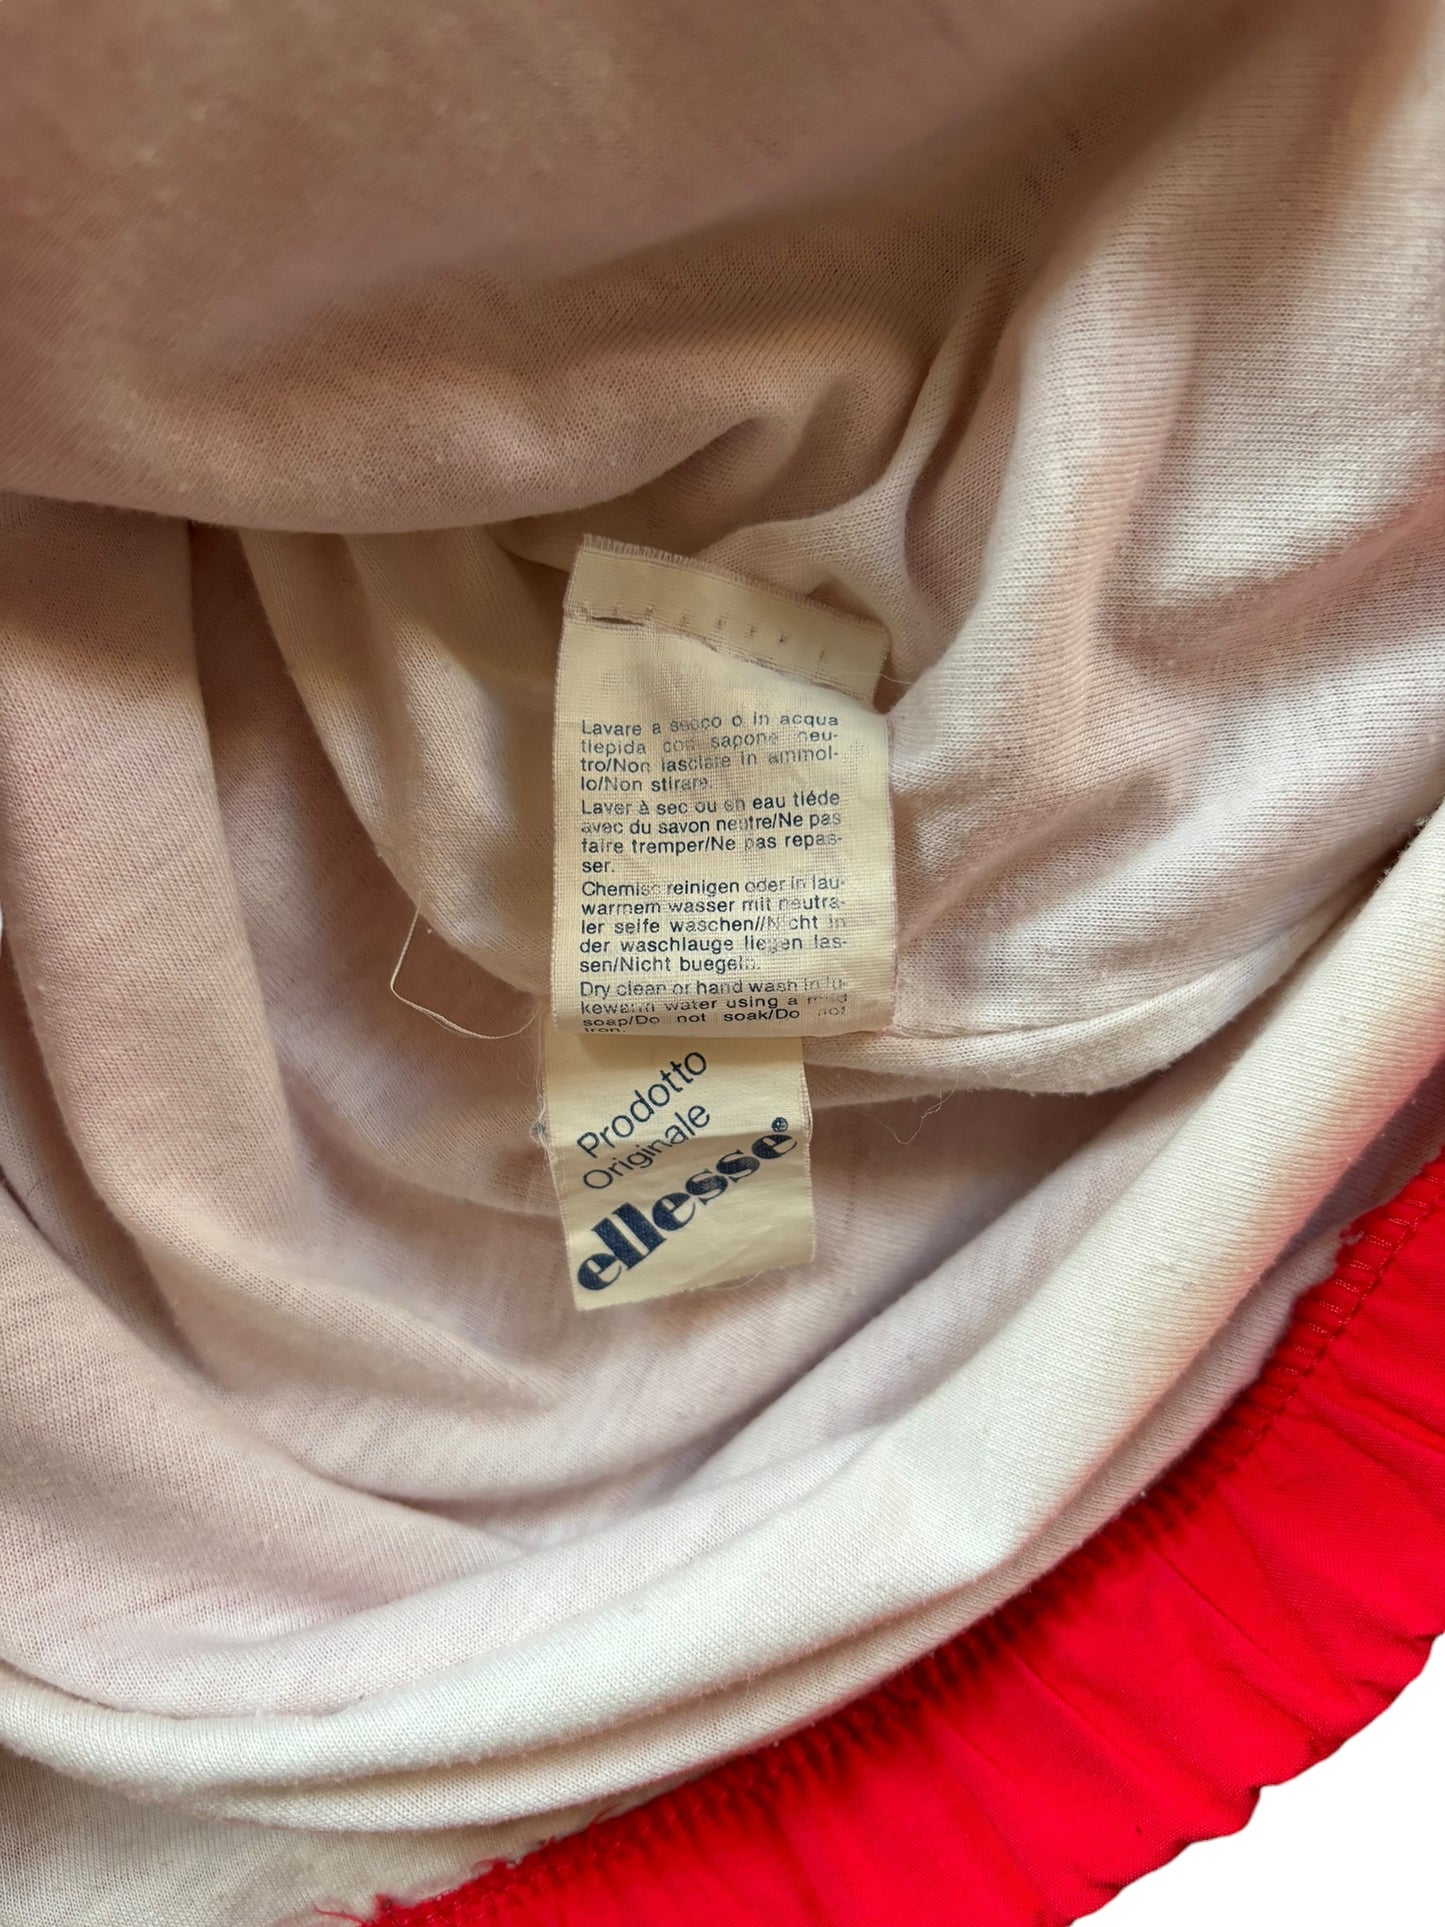 Lavare a secco o in acqua
tiepida con sapone neu-
tro/Non lasciare in ammol-
lo/Non stirare.
Laver à sec ou en eau tiéde
avec du savon neutre/Ne pas
faire tremper/Ne pas repas-
ser.
Chemisc reinigen oder in lau-
warmem wasser mit neutra-
ler seife waschen//Nicht in
der waschlauge liegen las-
sen/Nicht buegeln.
Dry clean or hand wash in lu-
kewarm water using a mild
soap/Do not soak/Do not
iron.
Prodotto
Originale
ellesse®